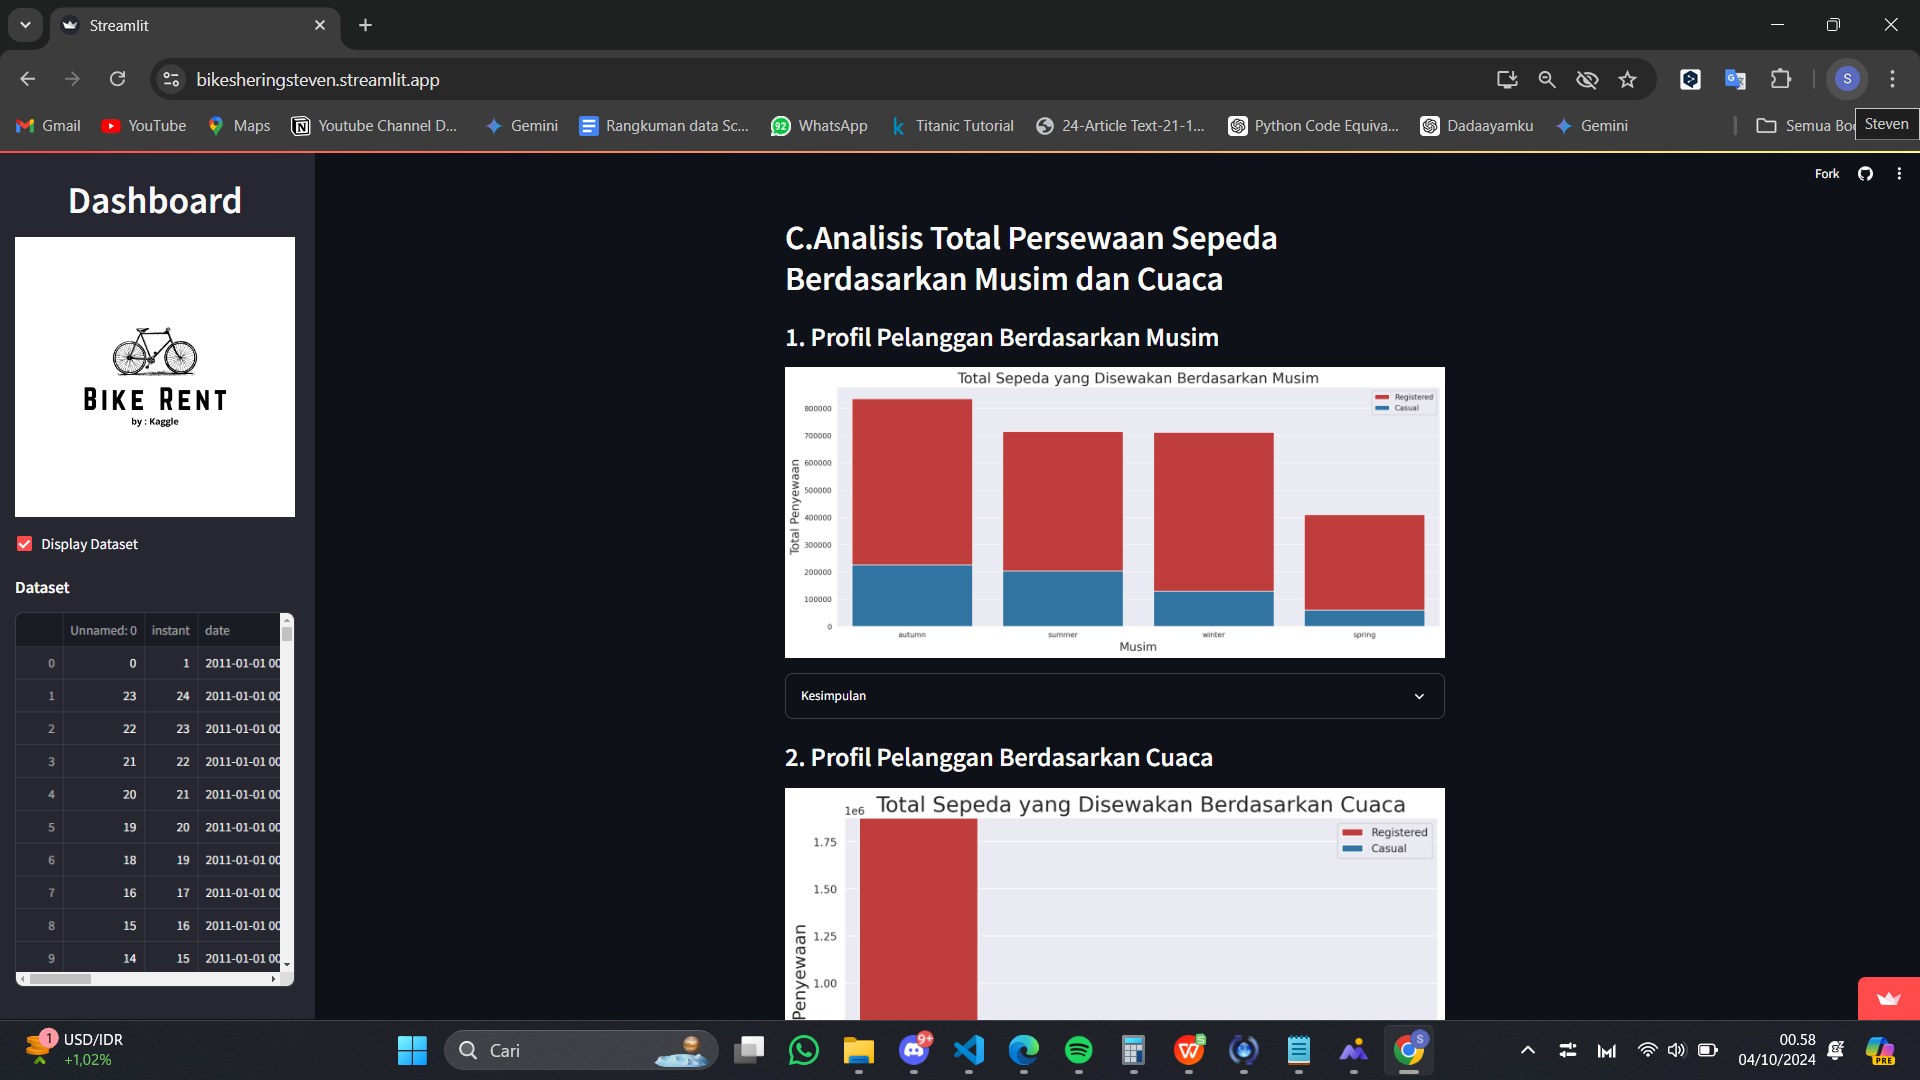 Streamlit
bikesheringsteven.streamlit.app
S
Gmail
YouTube
Maps
Youtube Channel D...
Gemini
Rangkuman data Sc...
92
WhatsApp
Titanic Tutorial
24-Article Text-21-1...
Python Code Equiva...
Dadaayamku
Gemini
Semua Bo
Steven
Fork
Dashboard
BIKE RENT
by : Kaggle
Display Dataset
Dataset
Unnamed: 0 instant date
0 0 1 2011-01-01 00
1 23 24 2011-01-01 00
2 22 23 2011-01-01 00
3 21 22 2011-01-01 00
4 20 21 2011-01-01 00
5 19 20 2011-01-01 00
6 18 19 2011-01-01 00
7 16 17 2011-01-01 00
8 15 16 2011-01-01 00
9 14 15 2011-01-01 00
C.Analisis Total Persewaan Sepeda
Berdasarkan Musim dan Cuaca
1. Profil Pelanggan Berdasarkan Musim
Total Sepeda yang Disewakan Berdasarkan Musim
Registered
Casual
800000
700000
600000
500000
400000
300000
200000
100000
0
Total Penyewaan
autumn summer winter spring
Musim
Kesimpulan
2. Profil Pelanggan Berdasarkan Cuaca
1e6
Total Sepeda yang Disewakan Berdasarkan Cuaca
Registered
Casual
1.75
1.50
1.25
1.00
Penyewaan
1
USD/IDR
+1,02%
Cari
9+
S
00.58
04/10/2024
PRE